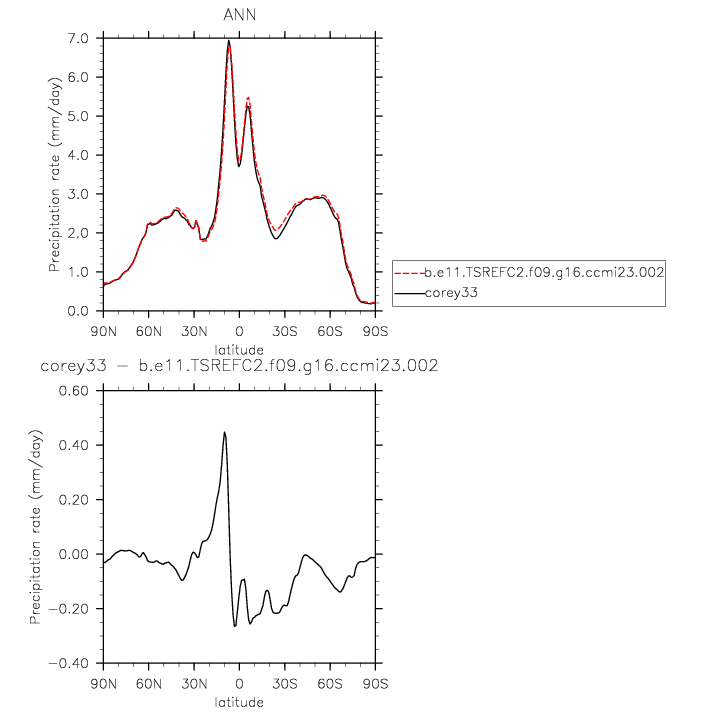 ANN
Precipitation rate (mm/day)
7.0
6.0
5.0
4.0
3.0
2.0
1.0
0.0
90N 60N 30N 0 30S 60S 90S
latitude
b.e11.TSREFC2.f09.g16.ccmi23.002
corey33
corey33 − b.e11.TSREFC2.f09.g16.ccmi23.002
Precipitation rate (mm/day)
0.60
0.40
0.20
0.00
−0.20
−0.40
90N 60N 30N 0 30S 60S 90S
latitude